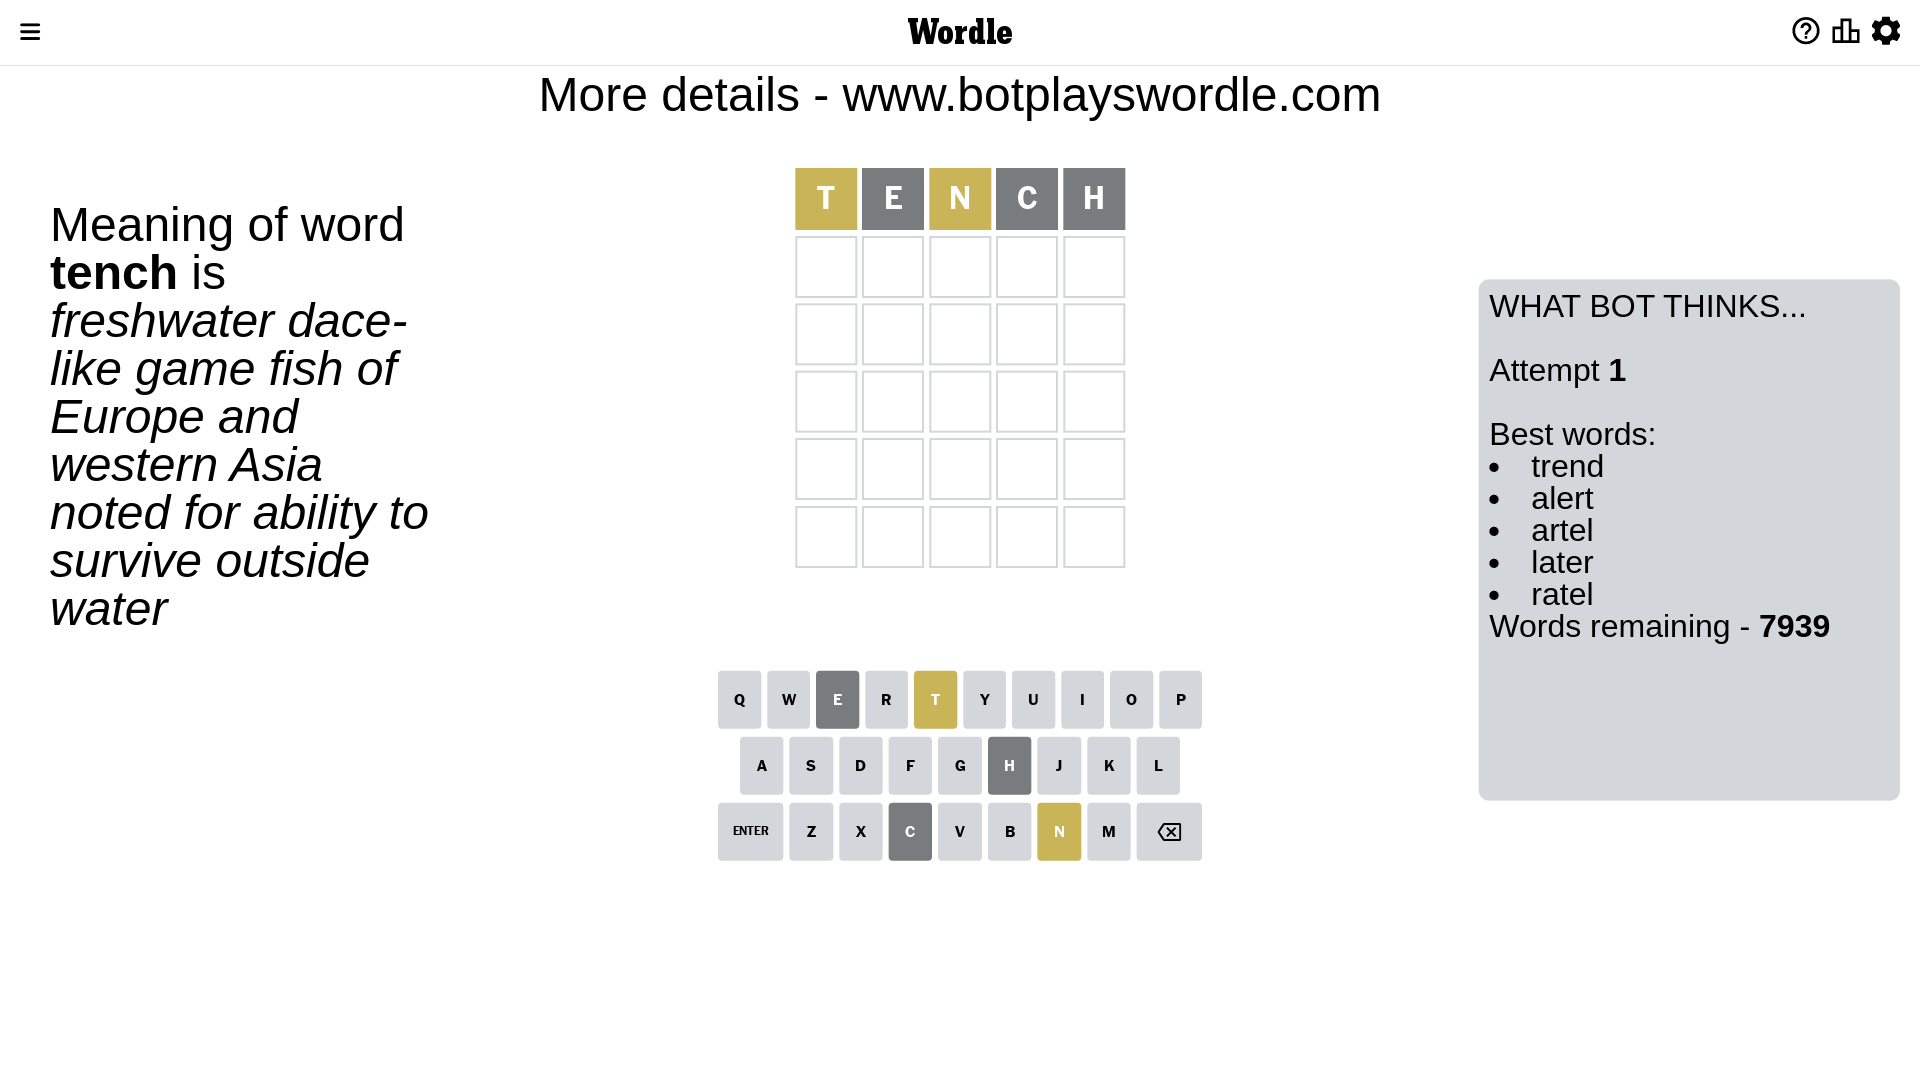 Wordle
More details - www.botplayswordle.com
Meaning of word
tench is
freshwater dace-
like game fish of
Europe and
western Asia
noted for ability to
survive outside
water
T E N C H
WHAT BOT THINKS...
Attempt 1
Best words:
• trend
• alert
• artel
• later
• ratel
Words remaining - 7939
Q W E R T Y U I O P
A S D F G H J K L
ENTER Z X C V B N M